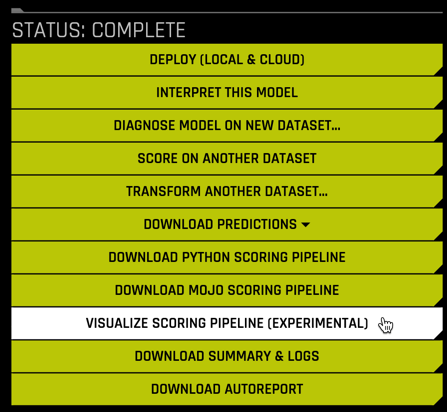 STATUS: COMPLETE
DEPLOY (LOCAL & CLOUD)
INTERPRET THIS MODEL
DIAGNOSE MODEL ON NEW DATASET...
SCORE ON ANOTHER DATASET
TRANSFORM ANOTHER DATASET...
DOWNLOAD PREDICTIONS
DOWNLOAD PYTHON SCORING PIPELINE
DOWNLOAD MOJO SCORING PIPELINE
VISUALIZE SCORING PIPELINE (EXPERIMENTAL)
DOWNLOAD SUMMARY & LOGS
DOWNLOAD AUTOREPORT